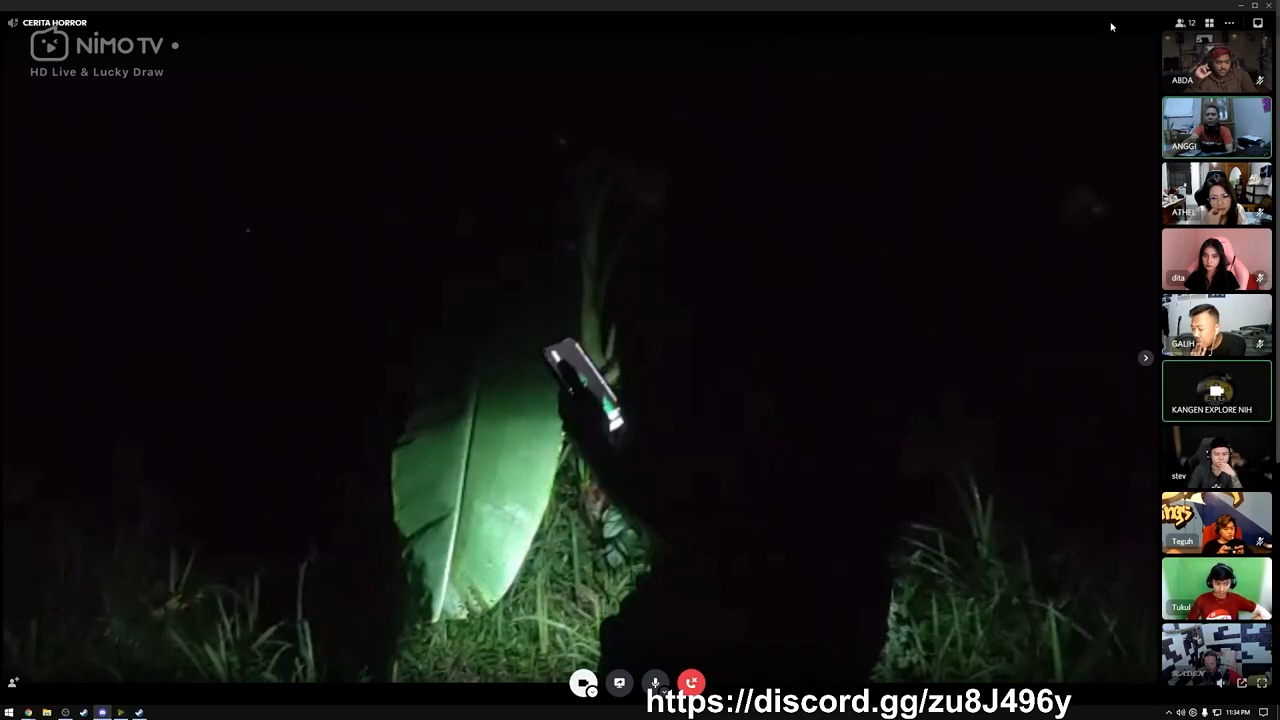 CERITA HORROR
NIMO TV
HD Live & Lucky Draw
12
ABDA
ANGGI
ATHEL
dita
GALIH
KANGEN EXPLORE NIH
stev
Teguh
Tukul
RADEN
https://discord.gg/zu8J496y
11:34 PM